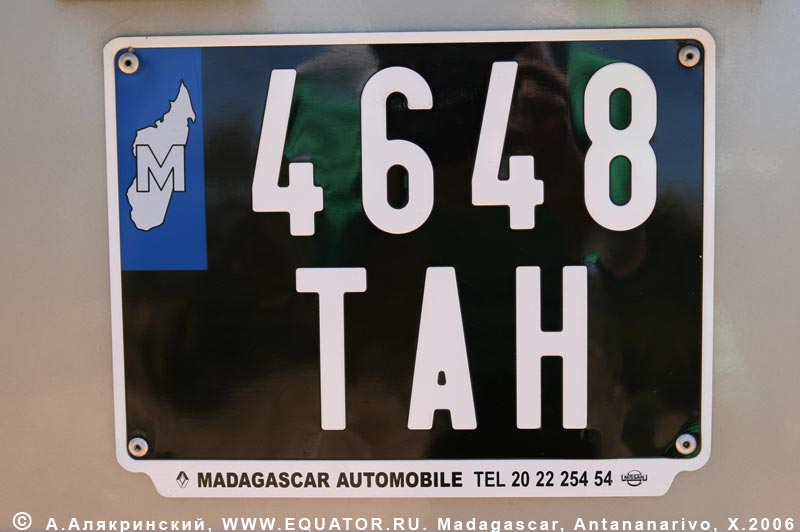 M
4648
TAH
MADAGASCAR AUTOMOBILE TEL 20 22 254 54 NISSAN
© А.Алякринский, WWW.EQUATOR.RU. Madagascar, Antananarivo, X.2006